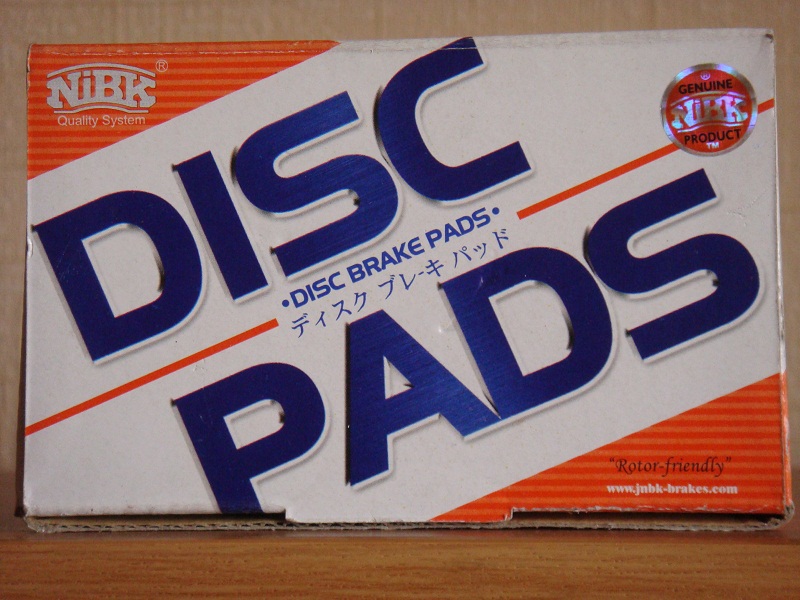 NiBK®
Quality System
GENUINE
®
NiBK
PRODUCT
TM
DISC
•DISC BRAKE PADS•
ディスク ブレーキ パッド
PADS
"Rotor-friendly"
www.jnbk-brakes.com